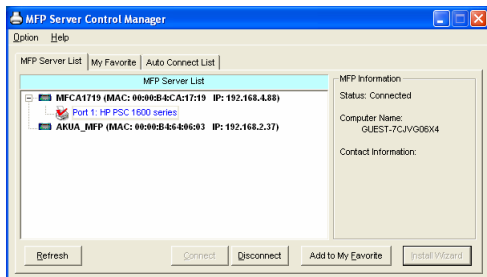 MFP Server Control Manager
Option Help
MFP Server List My Favorite Auto Connect List
MFP Server List
MFCA1719 (MAC: 00:00:B4:CA:17:19 IP: 192.168.4.88)
Port 1: HP PSC 1600 series
AKUA_MFP (MAC: 00:00:B4:64:06:03 IP: 192.168.2.37)
MFP Information
Status: Connected
Computer Name:
GUEST-7CJVG06X4
Contact Information:
Refresh Connect Disconnect Add to My Favorite Install Wizard